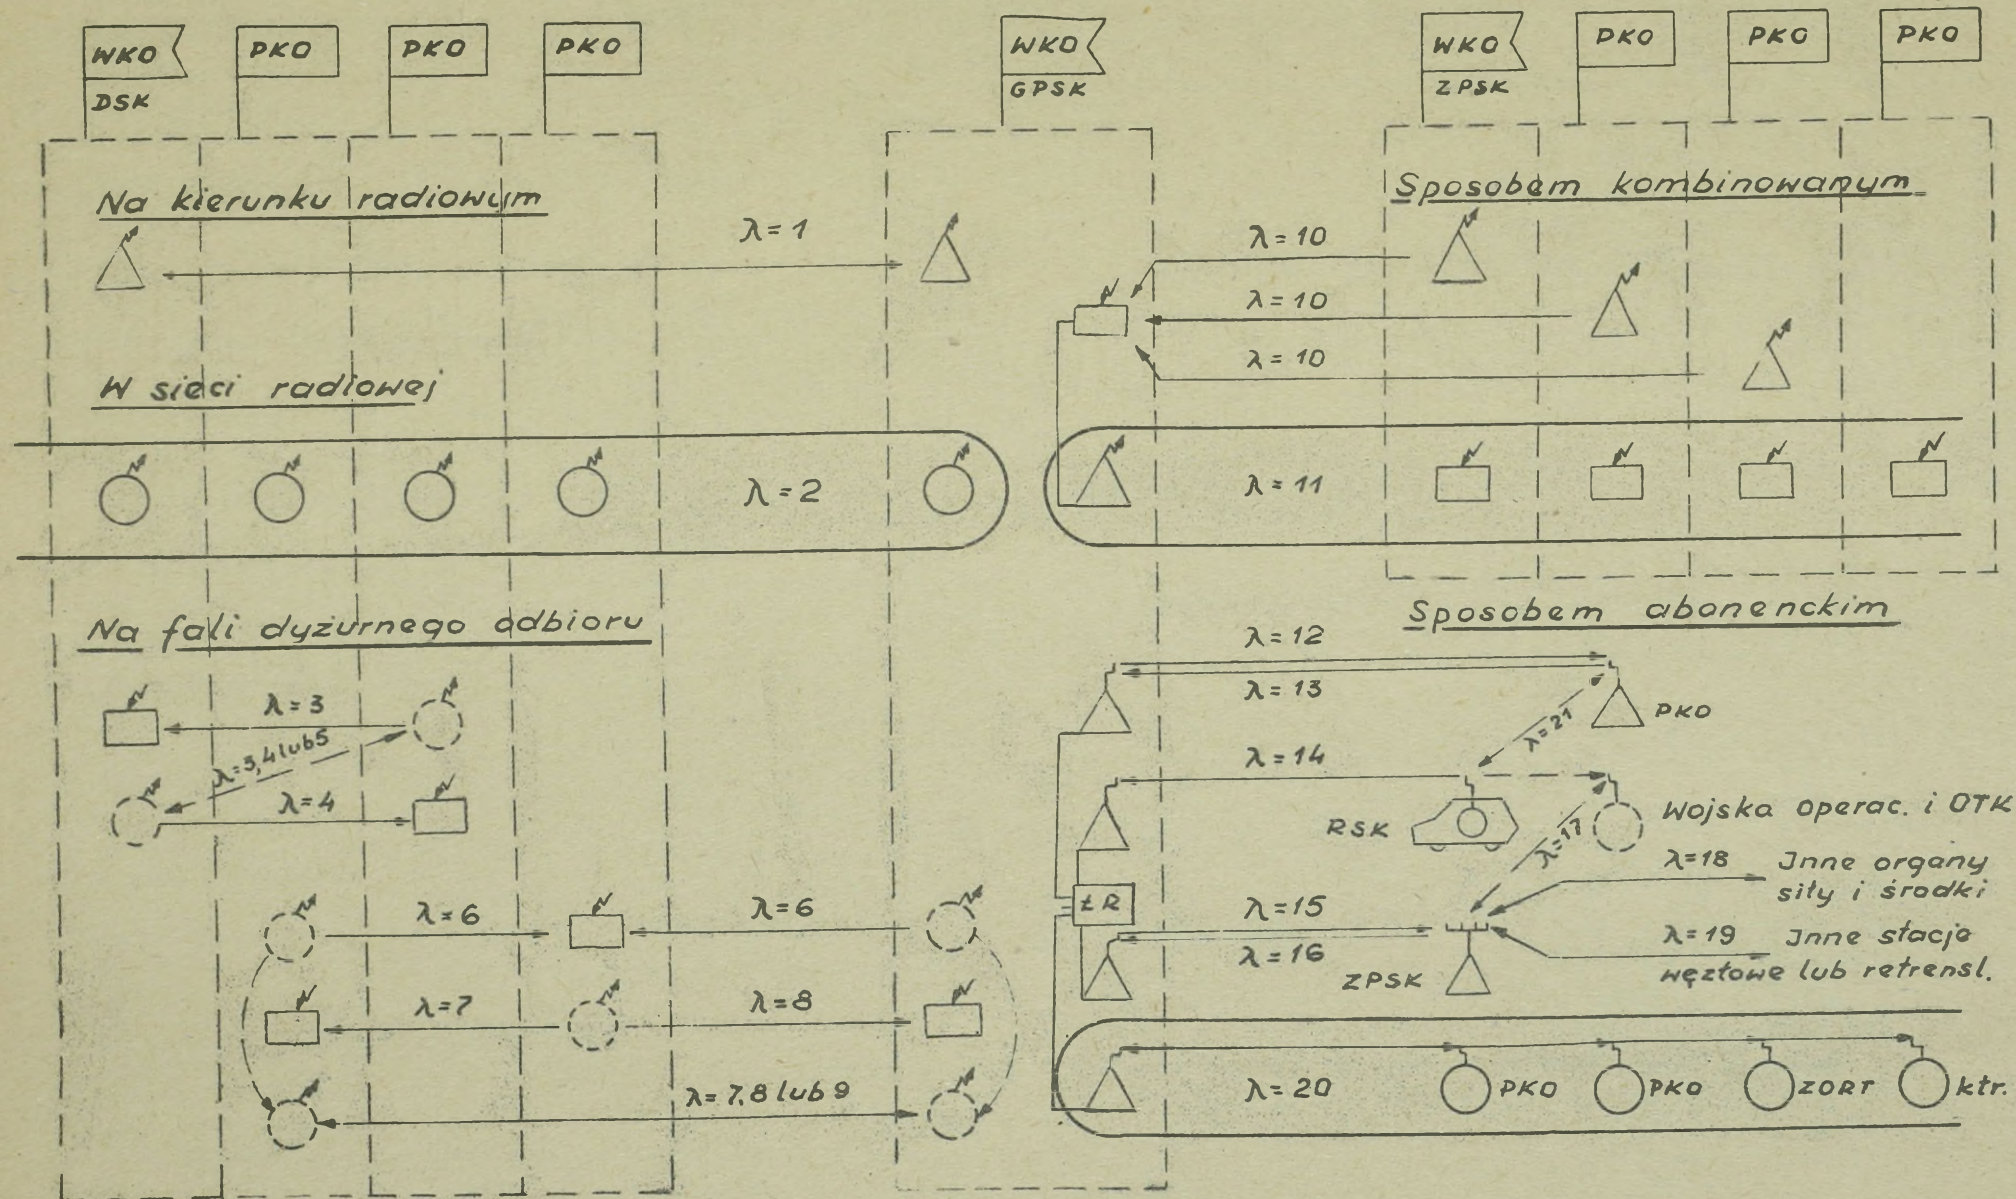 WKO
DSK
PKO
PKO
PKO
WKO
GPSK
WKO
ZPSK
PKO
PKO
PKO
Na kierunku radiowym
λ = 1
W sieci radiowej
λ = 2
Na fali dyżurnego odbioru
λ = 3
λ = 3,4 lub 5
λ = 4
λ = 6
λ = 6
λ = 7
λ = 8
λ = 7,8 lub 9
Sposobem kombinowanym
λ = 10
λ = 10
λ = 10
λ = 11
Sposobem abonenckim
λ = 12
λ = 13
PKO
λ = 21
λ = 14
RSK
Wojska operac. i OTK
λ = 17
λ = 18
Inne organy
siły i środki
ŁR
λ = 15
λ = 16
ZPSK
λ = 19
Inne stacje
węzłowe lub retrensl.
λ = 20
PKO
PKO
ZORT
ktr.